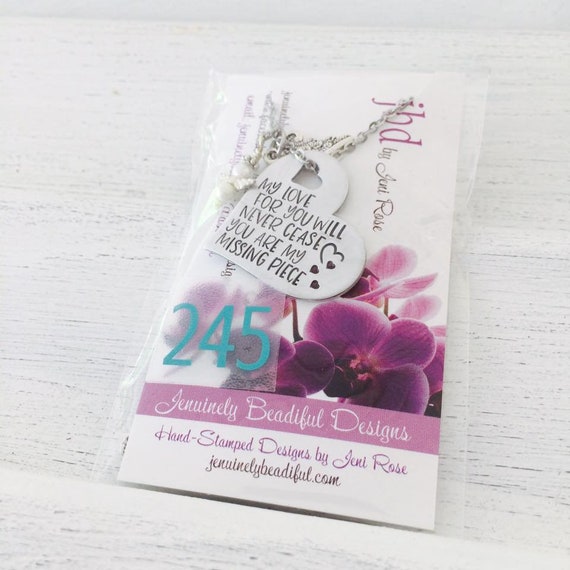 jbd
by Jeni Rose
MY LOVE
FOR YOU WILL
NEVER CEASE
YOU ARE MY
MISSING PIECE
245
Jenuinely Beadiful Designs
Hand-Stamped Designs by Jeni Rose
jenuinelybeadiful.com